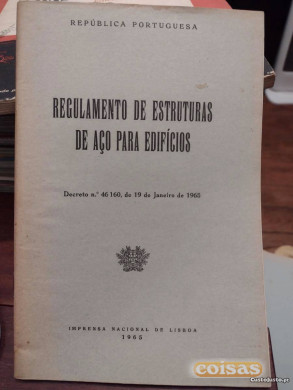 REPÚBLICA PORTUGUESA
REGULAMENTO DE ESTRUTURAS
DE AÇO PARA EDIFÍCIOS
Decreto n.º 46 160, de 19 de Janeiro de 1965
IMPRENSA NACIONAL DE LISBOA
1965
coisas